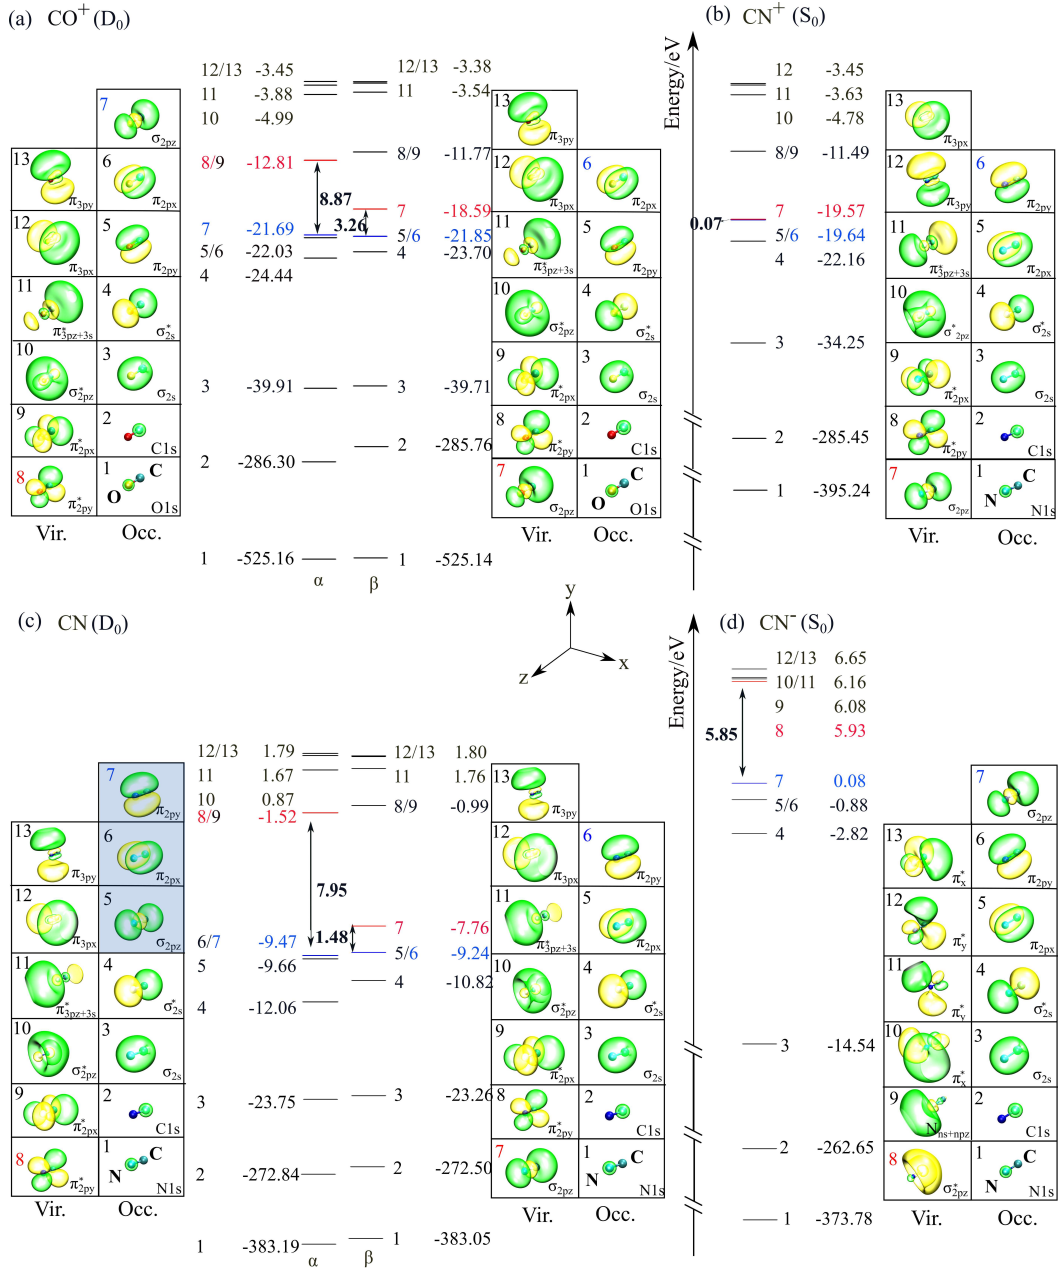 (a) CO+ (D0)
12/13 -3.45
11 -3.88
10 -4.99
8/9 -12.81
8.87
7 -21.69
5/6 -22.03
4 -24.44
3 -39.91
2 -286.30
1 -525.16
α
12/13 -3.38
11 -3.54
8/9 -11.77
7 -18.59
3.26
5/6 -21.85
4 -23.70
3 -39.71
2 -285.76
1 -525.14
β
7 σ2pz
13 π3py
6 π2px
12 π3px
5 π2py
11 π*3pz+3s
4 σ*2s
10 σ*2pz
3 σ2s
9 π*2px
2 C1s
8 π*2py
1 O C O1s
Vir. Occ.
13 π3py
12 π3px
6 π2px
11 π*3pz+3s
5 π2py
10 σ*2pz
4 σ*2s
9 π*2px
3 σ2s
8 π*2py
2 C1s
7 σ2pz
1 O C O1s
Vir. Occ.
(b) CN+ (S0)
Energy/eV
12 -3.45
11 -3.63
10 -4.78
8/9 -11.49
7 -19.57
0.07
5/6 -19.64
4 -22.16
3 -34.25
2 -285.45
1 -395.24
13 π3px
12 π3py
6 π2py
11 π*3pz+3s
5 π2px
10 σ*2pz
4 σ*2s
9 π*2px
3 σ2s
8 π*2py
2 C1s
7 σ2pz
1 N C N1s
Vir. Occ.
y
x
z
(c) CN (D0)
12/13 1.79
11 1.67
10 0.87
8/9 -1.52
7.95
6/7 -9.47
5 -9.66
4 -12.06
3 -23.75
2 -272.84
1 -383.19
α
12/13 1.80
11 1.76
8/9 -0.99
7 -7.76
1.48
5/6 -9.24
4 -10.82
3 -23.26
2 -272.50
1 -383.05
β
7 π2py
13 π3py
6 π2px
12 π3px
5 σ2pz
11 π*3pz+3s
4 σ*2s
10 σ*2pz
3 σ2s
9 π*2px
2 C1s
8 π*2py
1 N C N1s
Vir. Occ.
13 π3py
12 π3px
6 π2py
11 π*3pz+3s
5 π2px
10 σ*2pz
4 σ*2s
9 π*2px
3 σ2s
8 π*2py
2 C1s
7 σ2pz
1 N C N1s
Vir. Occ.
(d) CN- (S0)
Energy/eV
12/13 6.65
10/11 6.16
9 6.08
8 5.93
5.85
7 0.08
5/6 -0.88
4 -2.82
3 -14.54
2 -262.65
1 -373.78
7 σ2pz
13 π*x
6 π2py
12 π*y
5 π2px
11 π*y
4 σ*2s
10 π*x
3 σ2s
9 Nns+npz
2 C1s
8 σ*2pz
1 N C N1s
Vir. Occ.